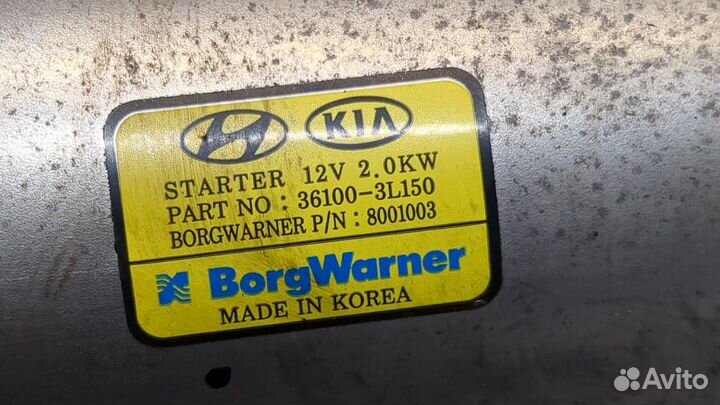 KIA
STARTER 12V 2.0KW
PART NO : 36100-3L150
BORGWARNER P/N : 8001003
BorgWarner
MADE IN KOREA
Avito